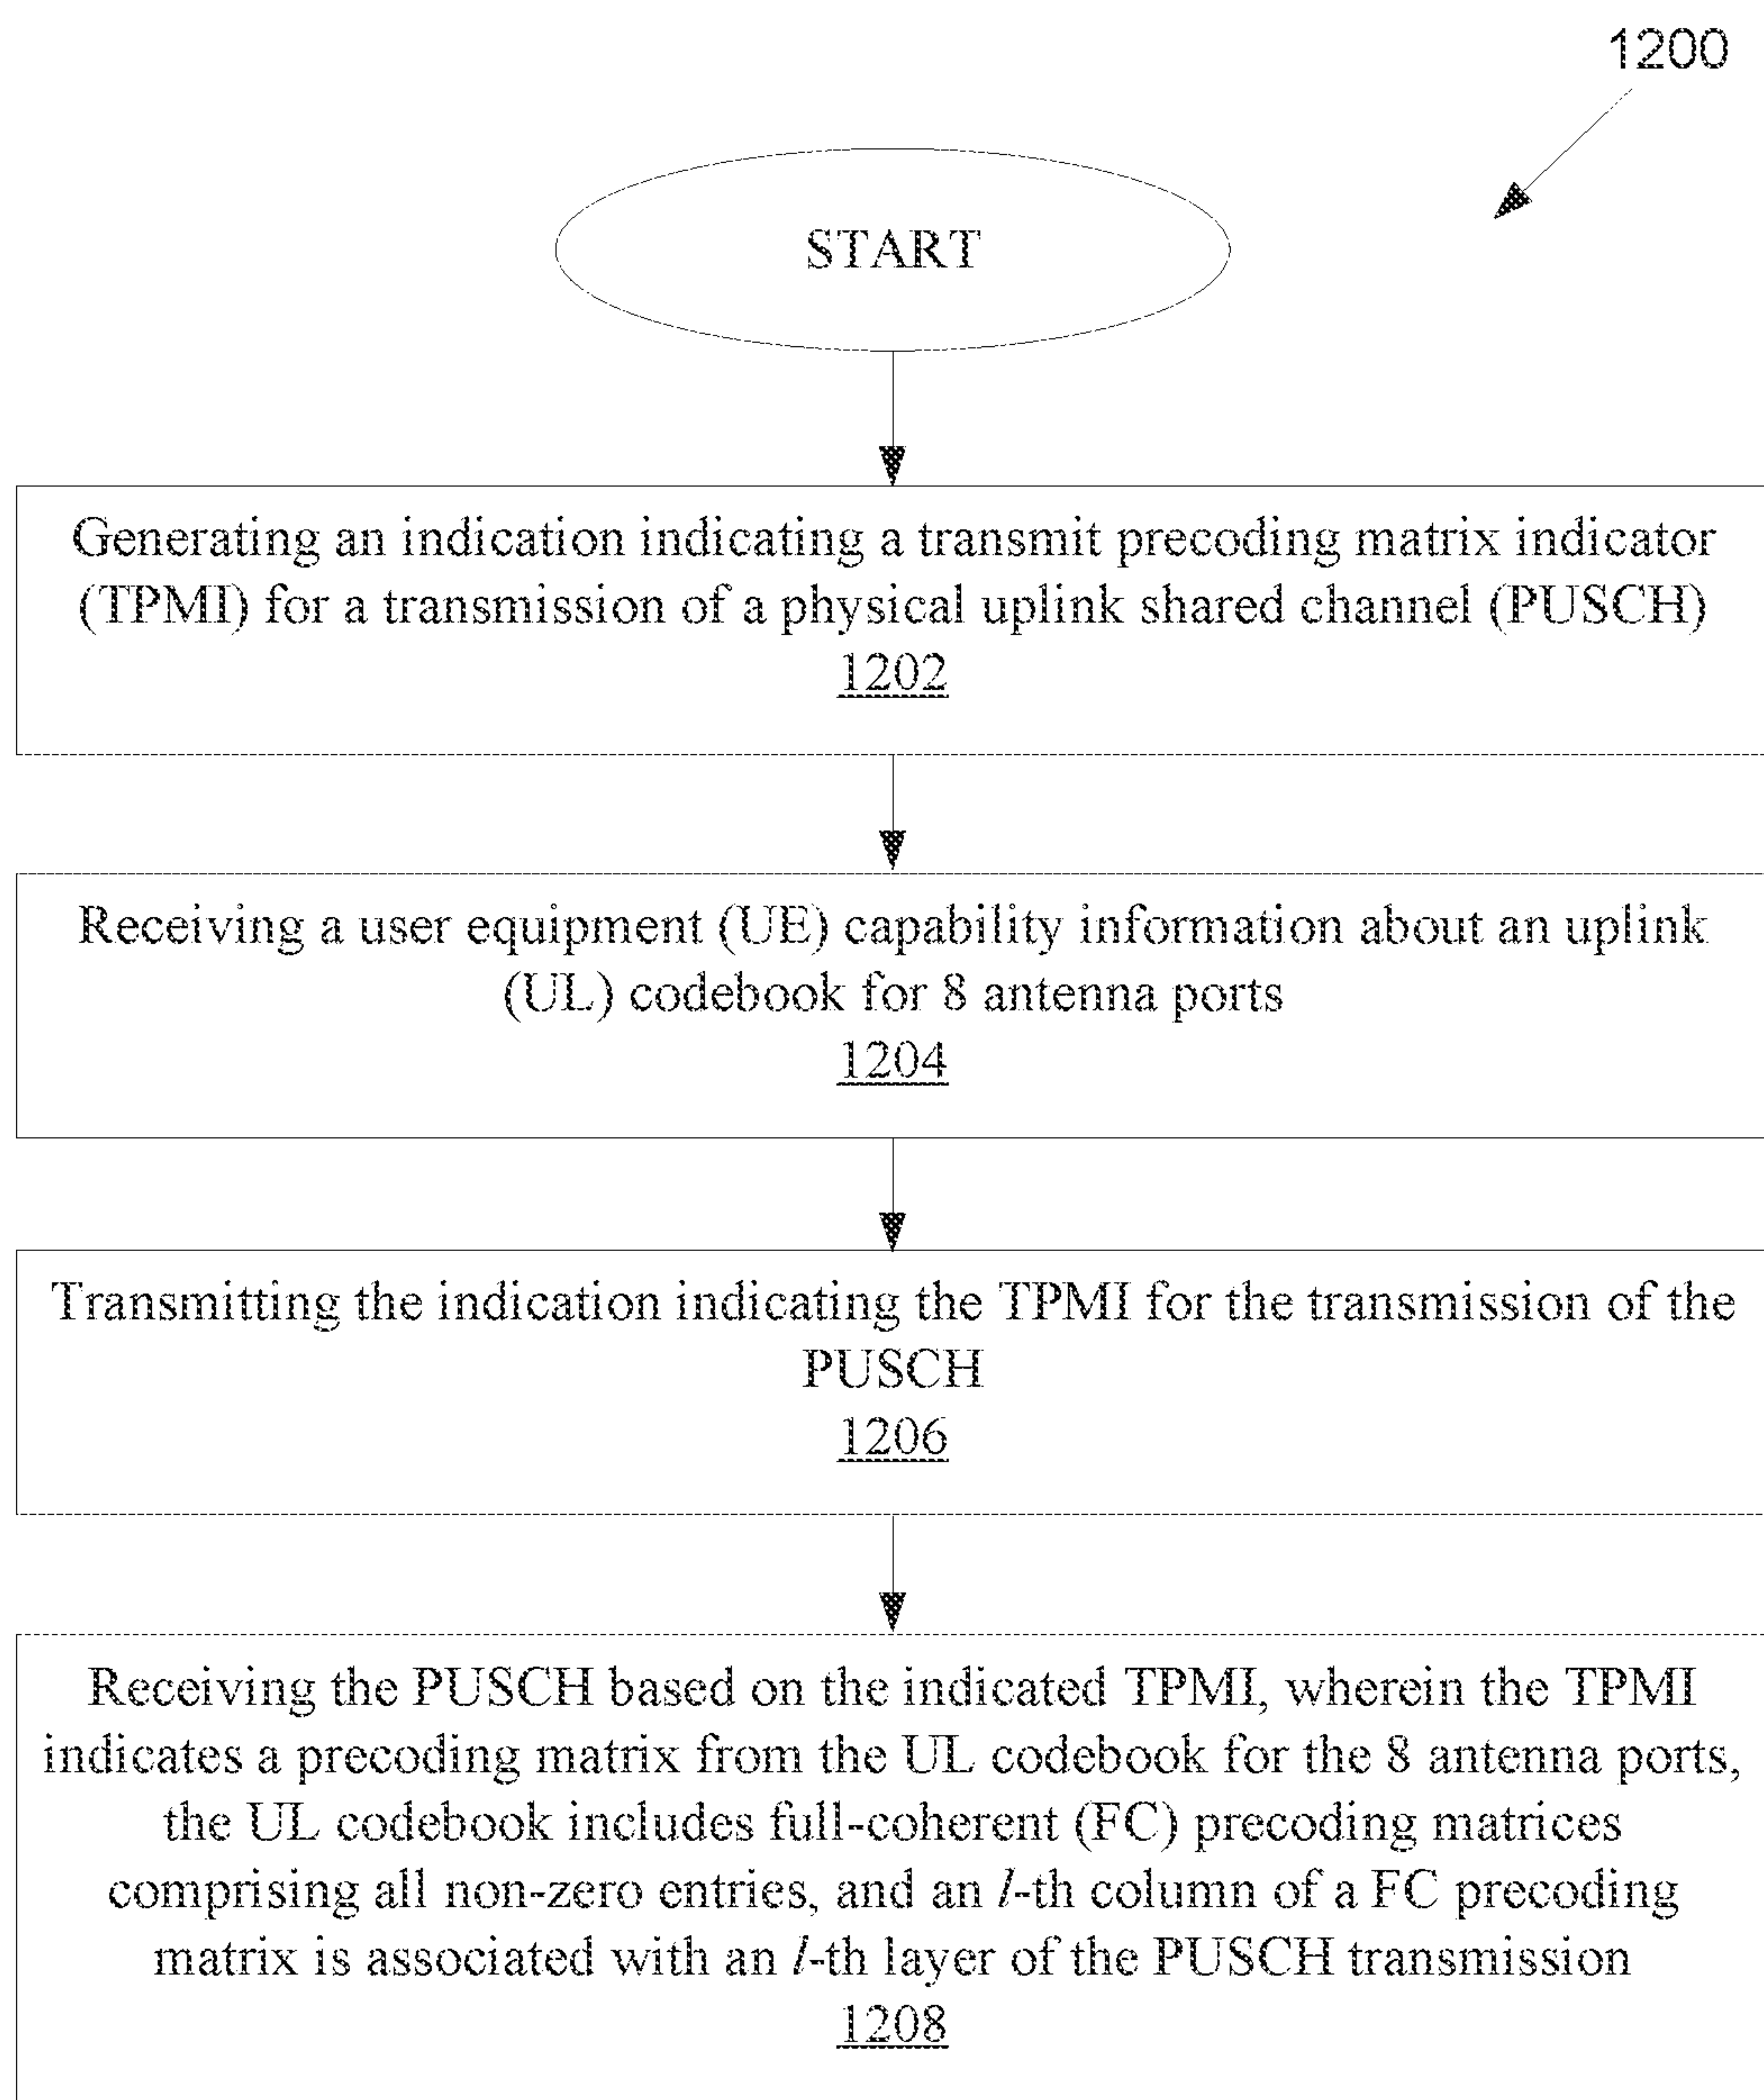 1200
START
Generating an indication indicating a transmit precoding matrix indicator
(TPMI) for a transmission of a physical uplink shared channel (PUSCH)
1202
Receiving a user equipment (UE) capability information about an uplink
(UL) codebook for 8 antenna ports
1204
Transmitting the indication indicating the TPMI for the transmission of the
PUSCH
1206
Receiving the PUSCH based on the indicated TPMI, wherein the TPMI
indicates a precoding matrix from the UL codebook for the 8 antenna ports,
the UL codebook includes full-coherent (FC) precoding matrices
comprising all non-zero entries, and an l-th column of a FC precoding
matrix is associated with an l-th layer of the PUSCH transmission
1208